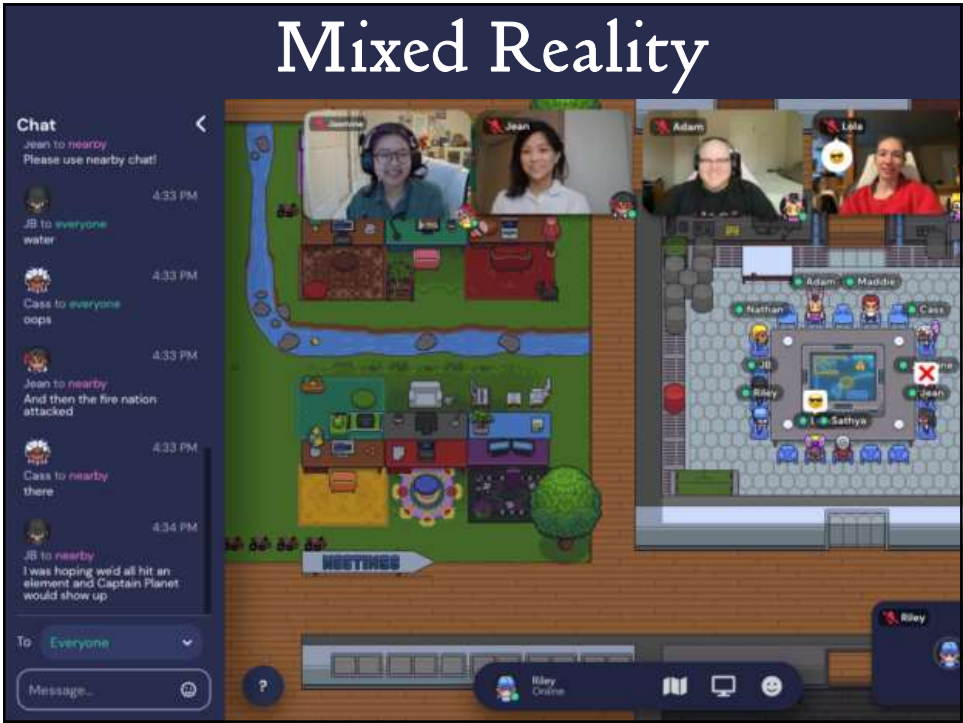 Mixed Reality
Chat
Jean to nearby
Please use nearby chat!
4:33 PM
JB to everyone
water
4:33 PM
Cass to everyone
oops
4:33 PM
Jean to nearby
And then the fire nation
attacked
4:33 PM
Cass to nearby
there
4:34 PM
JB to nearby
I was hoping we'd all hit an
element and Captain Planet
would show up
To Everyone
Message...
Jasmine
Jean
Adam
Lola
Adam
Maddie
Nathan
Cass
JB
Riley
Jean
Sathya
MEETINGS
Riley
?
Riley
Online